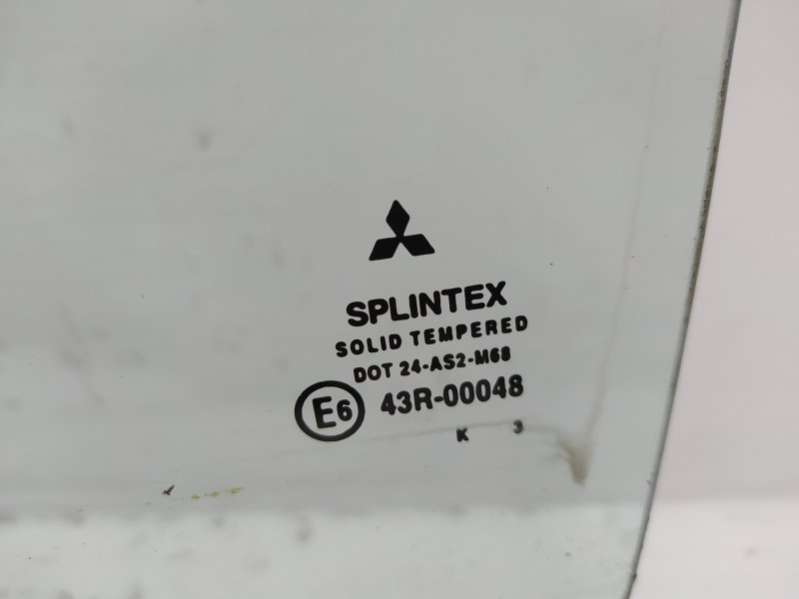 SPLINTEX
SOLID TEMPERED
DOT 24-AS2-M68
E6 43R-00048
K 3